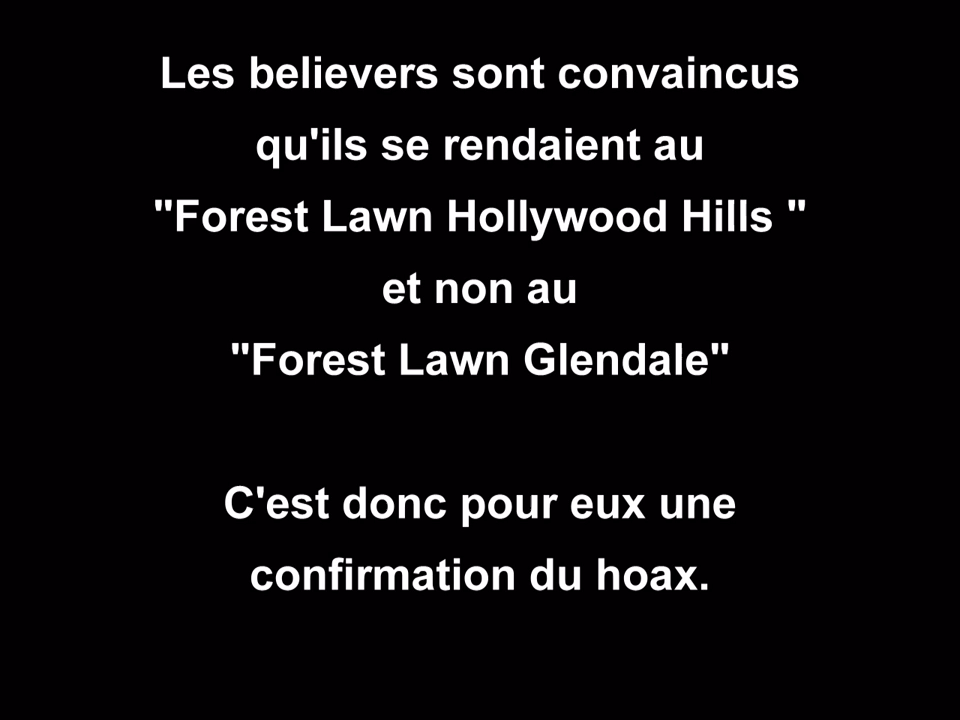 Les believers sont convaincus
qu'ils se rendaient au
"Forest Lawn Hollywood Hills "
et non au
"Forest Lawn Glendale"
C'est donc pour eux une
confirmation du hoax.